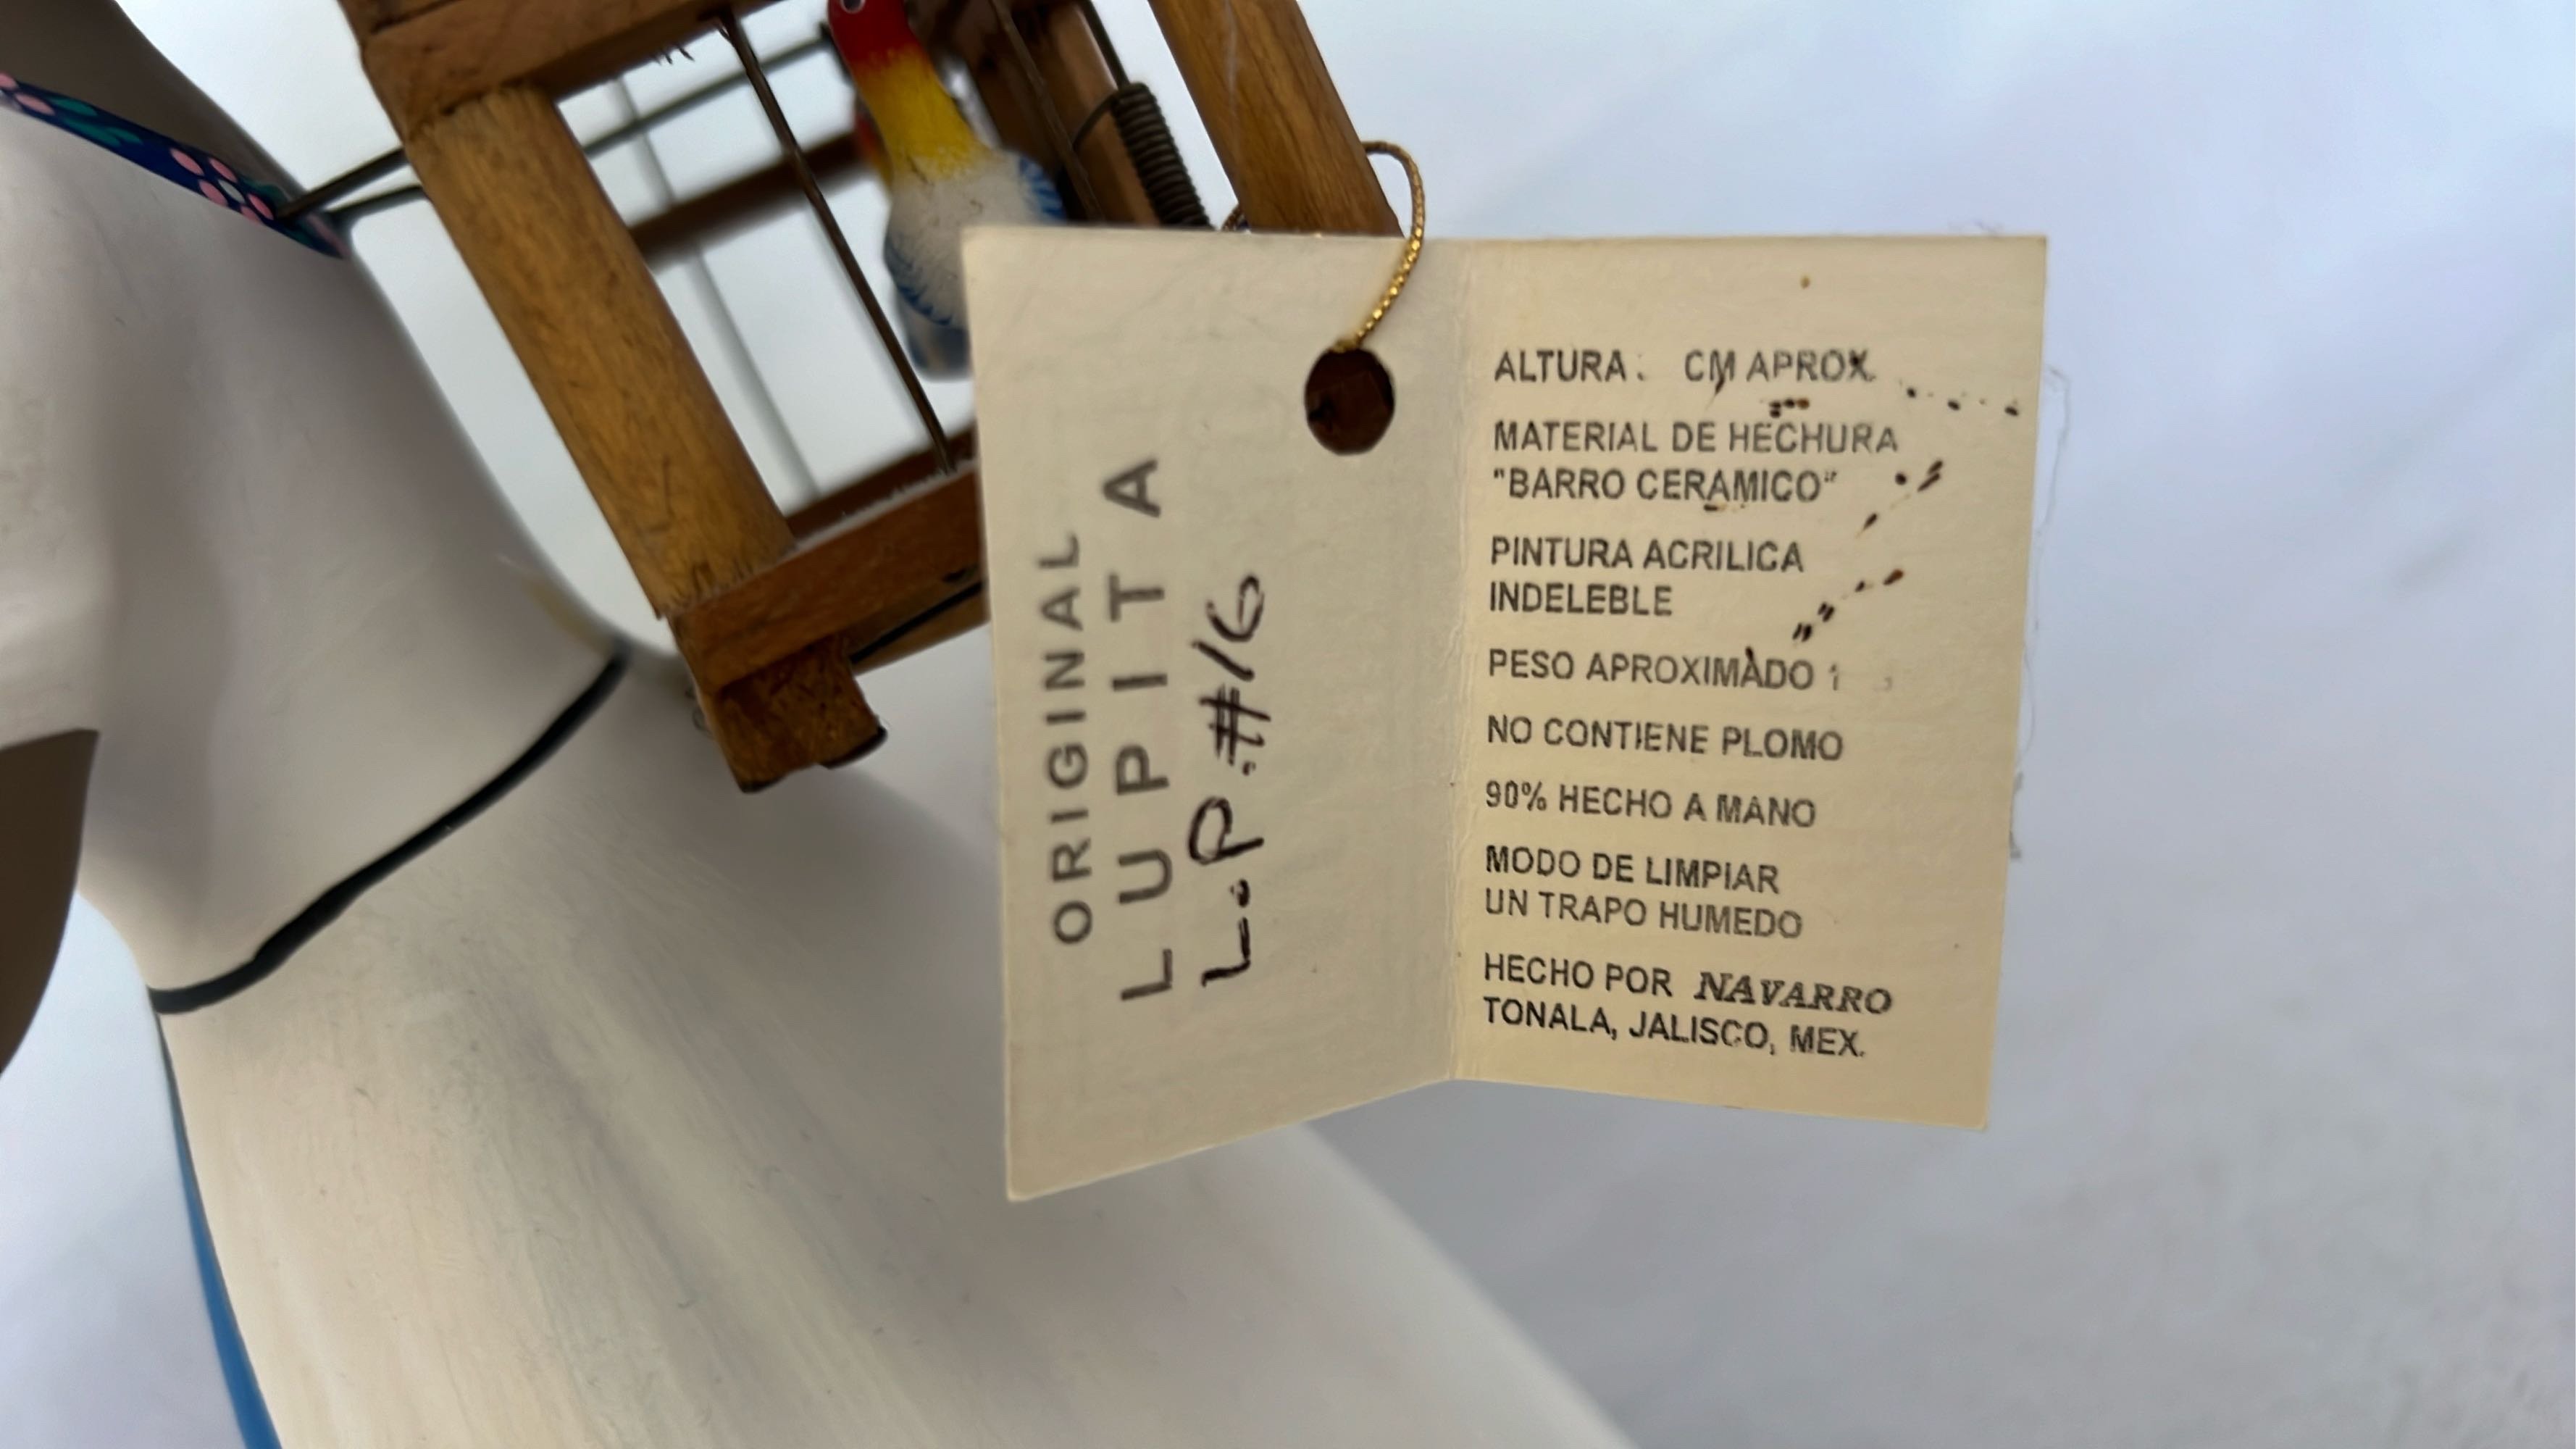 ORIGINAL
LUPITA
L.P.#16
ALTURA: CM APROX.
MATERIAL DE HECHURA
"BARRO CERAMICO"
PINTURA ACRILICA
INDELEBLE
PESO APROXIMADO 1
NO CONTIENE PLOMO
90% HECHO A MANO
MODO DE LIMPIAR
UN TRAPO HUMEDO
HECHO POR NAVARRO
TONALA, JALISCO, MEX.